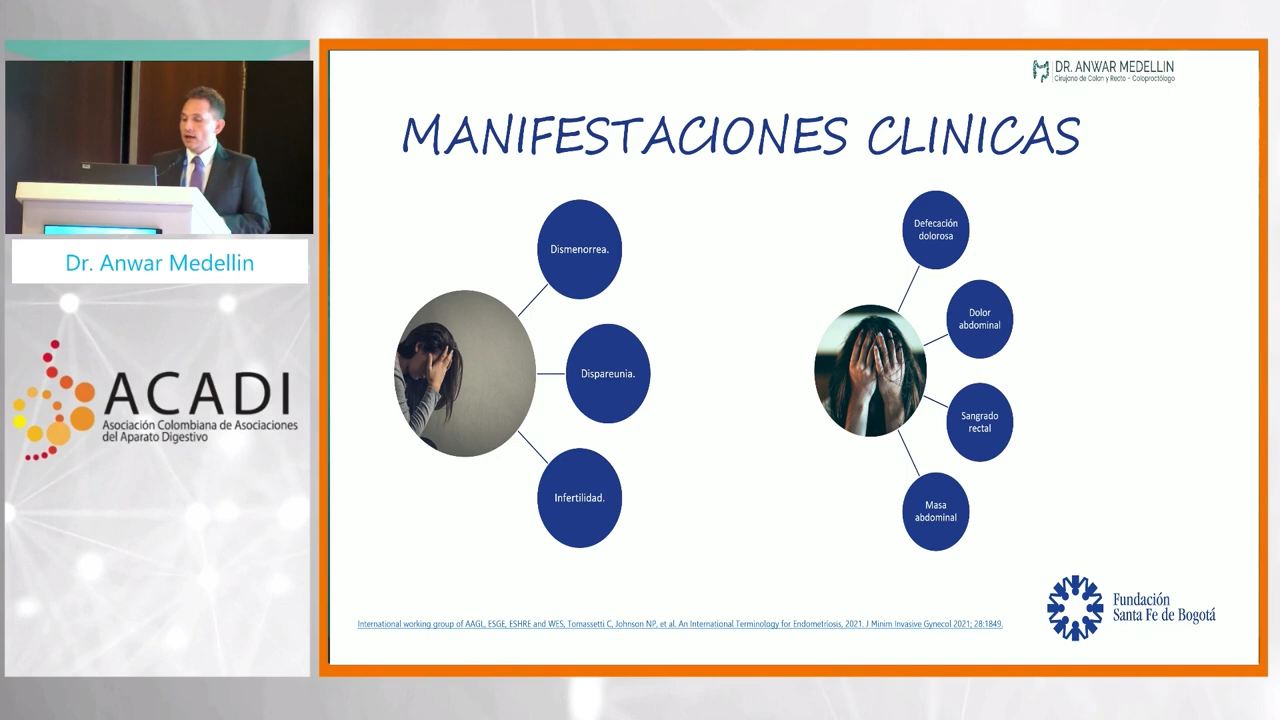 Dr. Anwar Medellin
ACADI
Asociación Colombiana de Asociaciones
del Aparato Digestivo
DR. ANWAR MEDELLIN
Cirujano de Colon y Recto - Coloproctólogo
MANIFESTACIONES CLINICAS
Dismenorrea.
Dispareunia.
Infertilidad.
Defecación
dolorosa
Dolor
abdominal
Sangrado
rectal
Masa
abdominal
International working group of AAGL, ESGE, ESHRE and WES, Tomassetti C, Johnson NP, et al. An International Terminology for Endometriosis, 2021. J Minim Invasive Gynecol 2021; 28:1849.
Fundación
Santa Fe de Bogotá